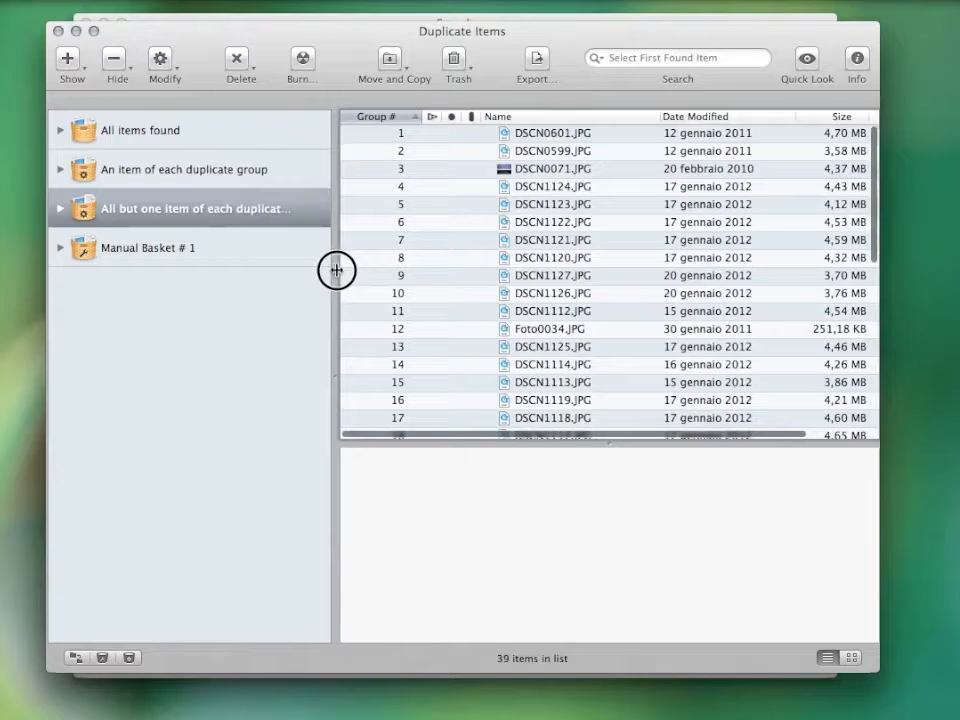 Duplicate Items
Show Hide Modify Delete Burn... Move and Copy Trash Export... Select First Found Item Search Quick Look Info
All items found
An item of each duplicate group
All but one item of each duplicat...
Manual Basket # 1
Group # Name Date Modified Size
1 DSCN0601.JPG 12 gennaio 2011 4,70 MB
2 DSCN0599.JPG 12 gennaio 2011 3,58 MB
3 DSCN0071.JPG 20 febbraio 2010 4,37 MB
4 DSCN1124.JPG 17 gennaio 2012 4,43 MB
5 DSCN1123.JPG 17 gennaio 2012 4,12 MB
6 DSCN1122.JPG 17 gennaio 2012 4,53 MB
7 DSCN1121.JPG 17 gennaio 2012 4,59 MB
8 DSCN1120.JPG 17 gennaio 2012 4,32 MB
9 DSCN1127.JPG 20 gennaio 2012 3,70 MB
10 DSCN1126.JPG 20 gennaio 2012 3,76 MB
11 DSCN1112.JPG 15 gennaio 2012 4,54 MB
12 Foto0034.JPG 30 gennaio 2011 251,18 KB
13 DSCN1125.JPG 17 gennaio 2012 4,46 MB
14 DSCN1114.JPG 16 gennaio 2012 4,26 MB
15 DSCN1113.JPG 15 gennaio 2012 3,86 MB
16 DSCN1119.JPG 17 gennaio 2012 4,21 MB
17 DSCN1118.JPG 17 gennaio 2012 4,60 MB
4,65 MB
39 items in list